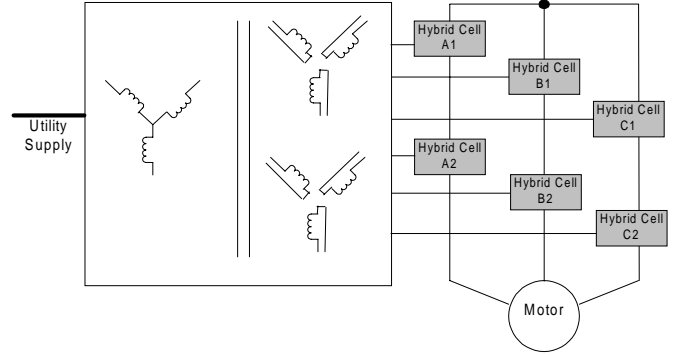 Utility
Supply
Hybrid Cell
A1
Hybrid Cell
B1
Hybrid Cell
C1
Hybrid Cell
A2
Hybrid Cell
B2
Hybrid Cell
C2
Motor